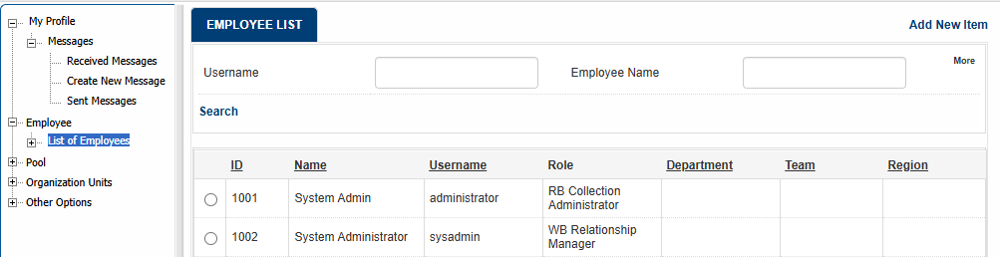 My Profile
Messages
Received Messages
Create New Message
Sent Messages
Employee
List of Employees
Pool
Organization Units
Other Options
EMPLOYEE LIST
Add New Item
Username
Employee Name
More
Search
ID Name Username Role Department Team Region
1001 System Admin administrator RB Collection
Administrator
1002 System Administrator sysadmin WB Relationship
Manager